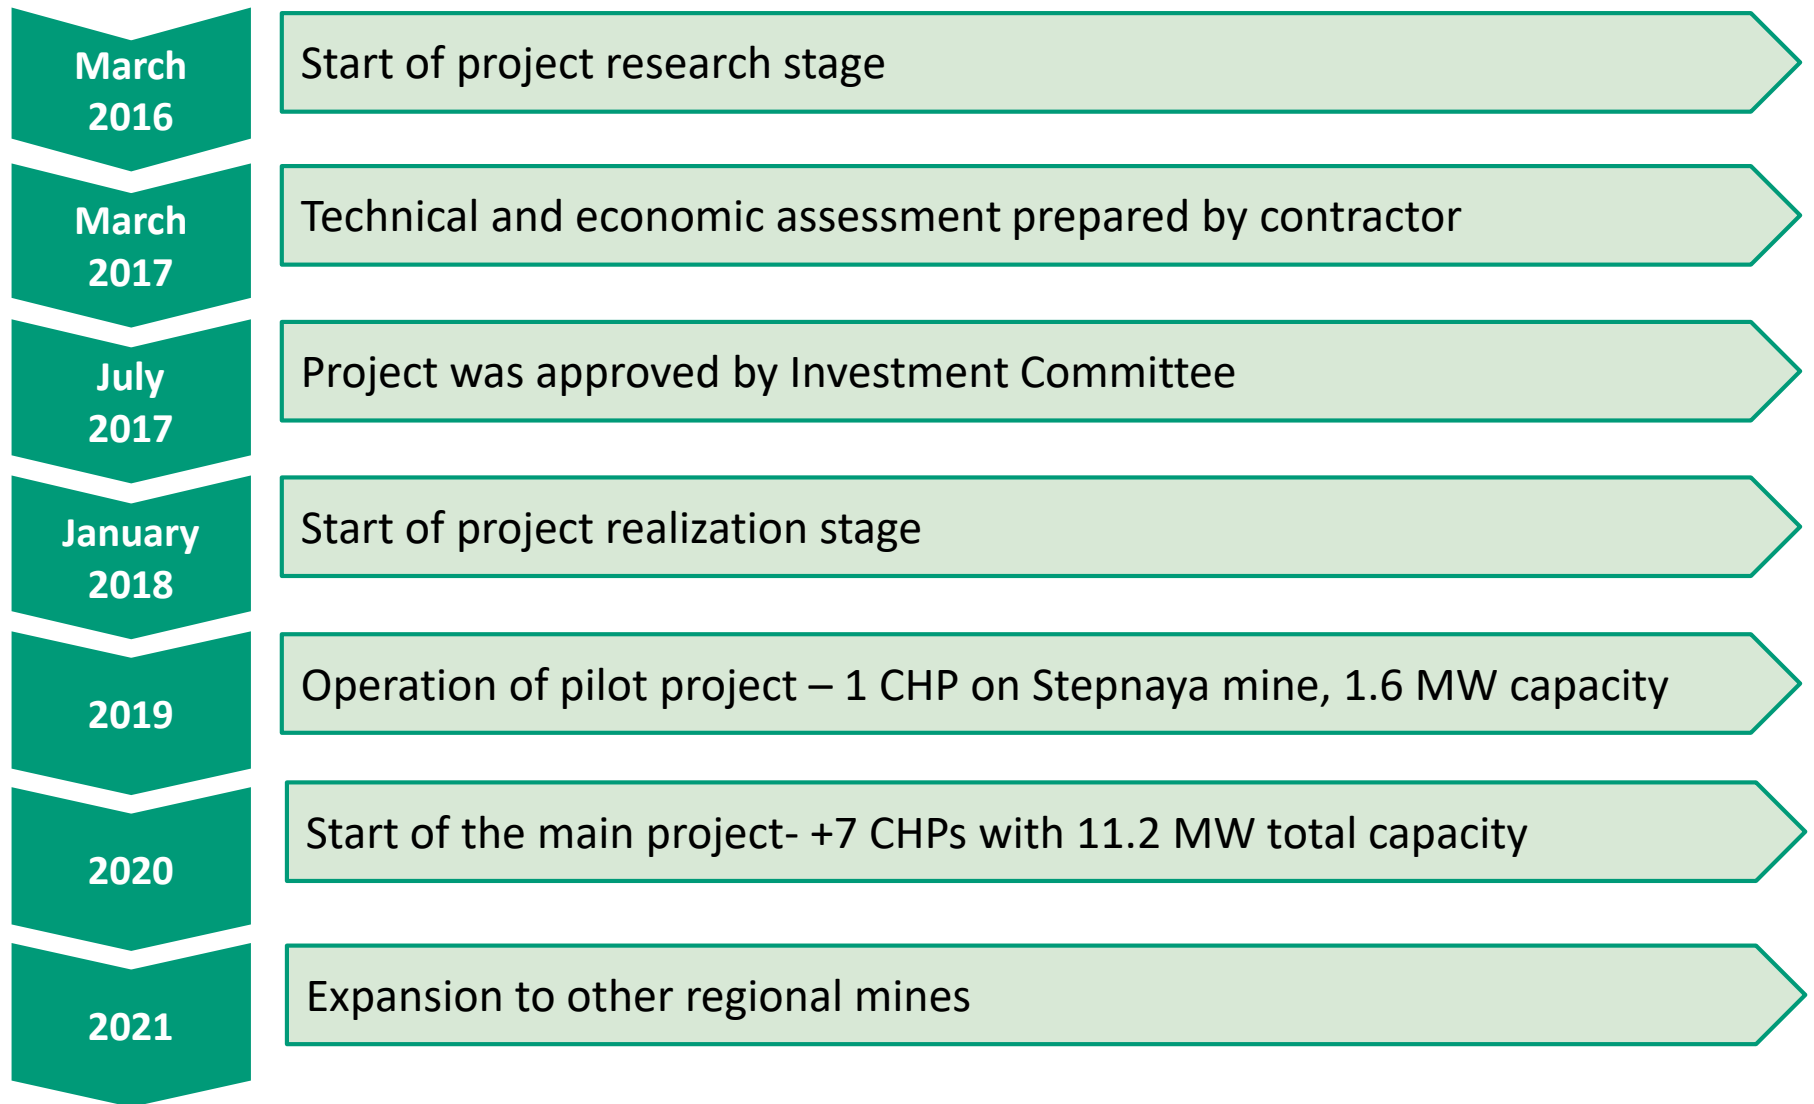 March
2016
Start of project research stage
March
2017
Technical and economic assessment prepared by contractor
July
2017
Project was approved by Investment Committee
January
2018
Start of project realization stage
2019
Operation of pilot project – 1 CHP on Stepnaya mine, 1.6 MW capacity
2020
Start of the main project- +7 CHPs with 11.2 MW total capacity
2021
Expansion to other regional mines